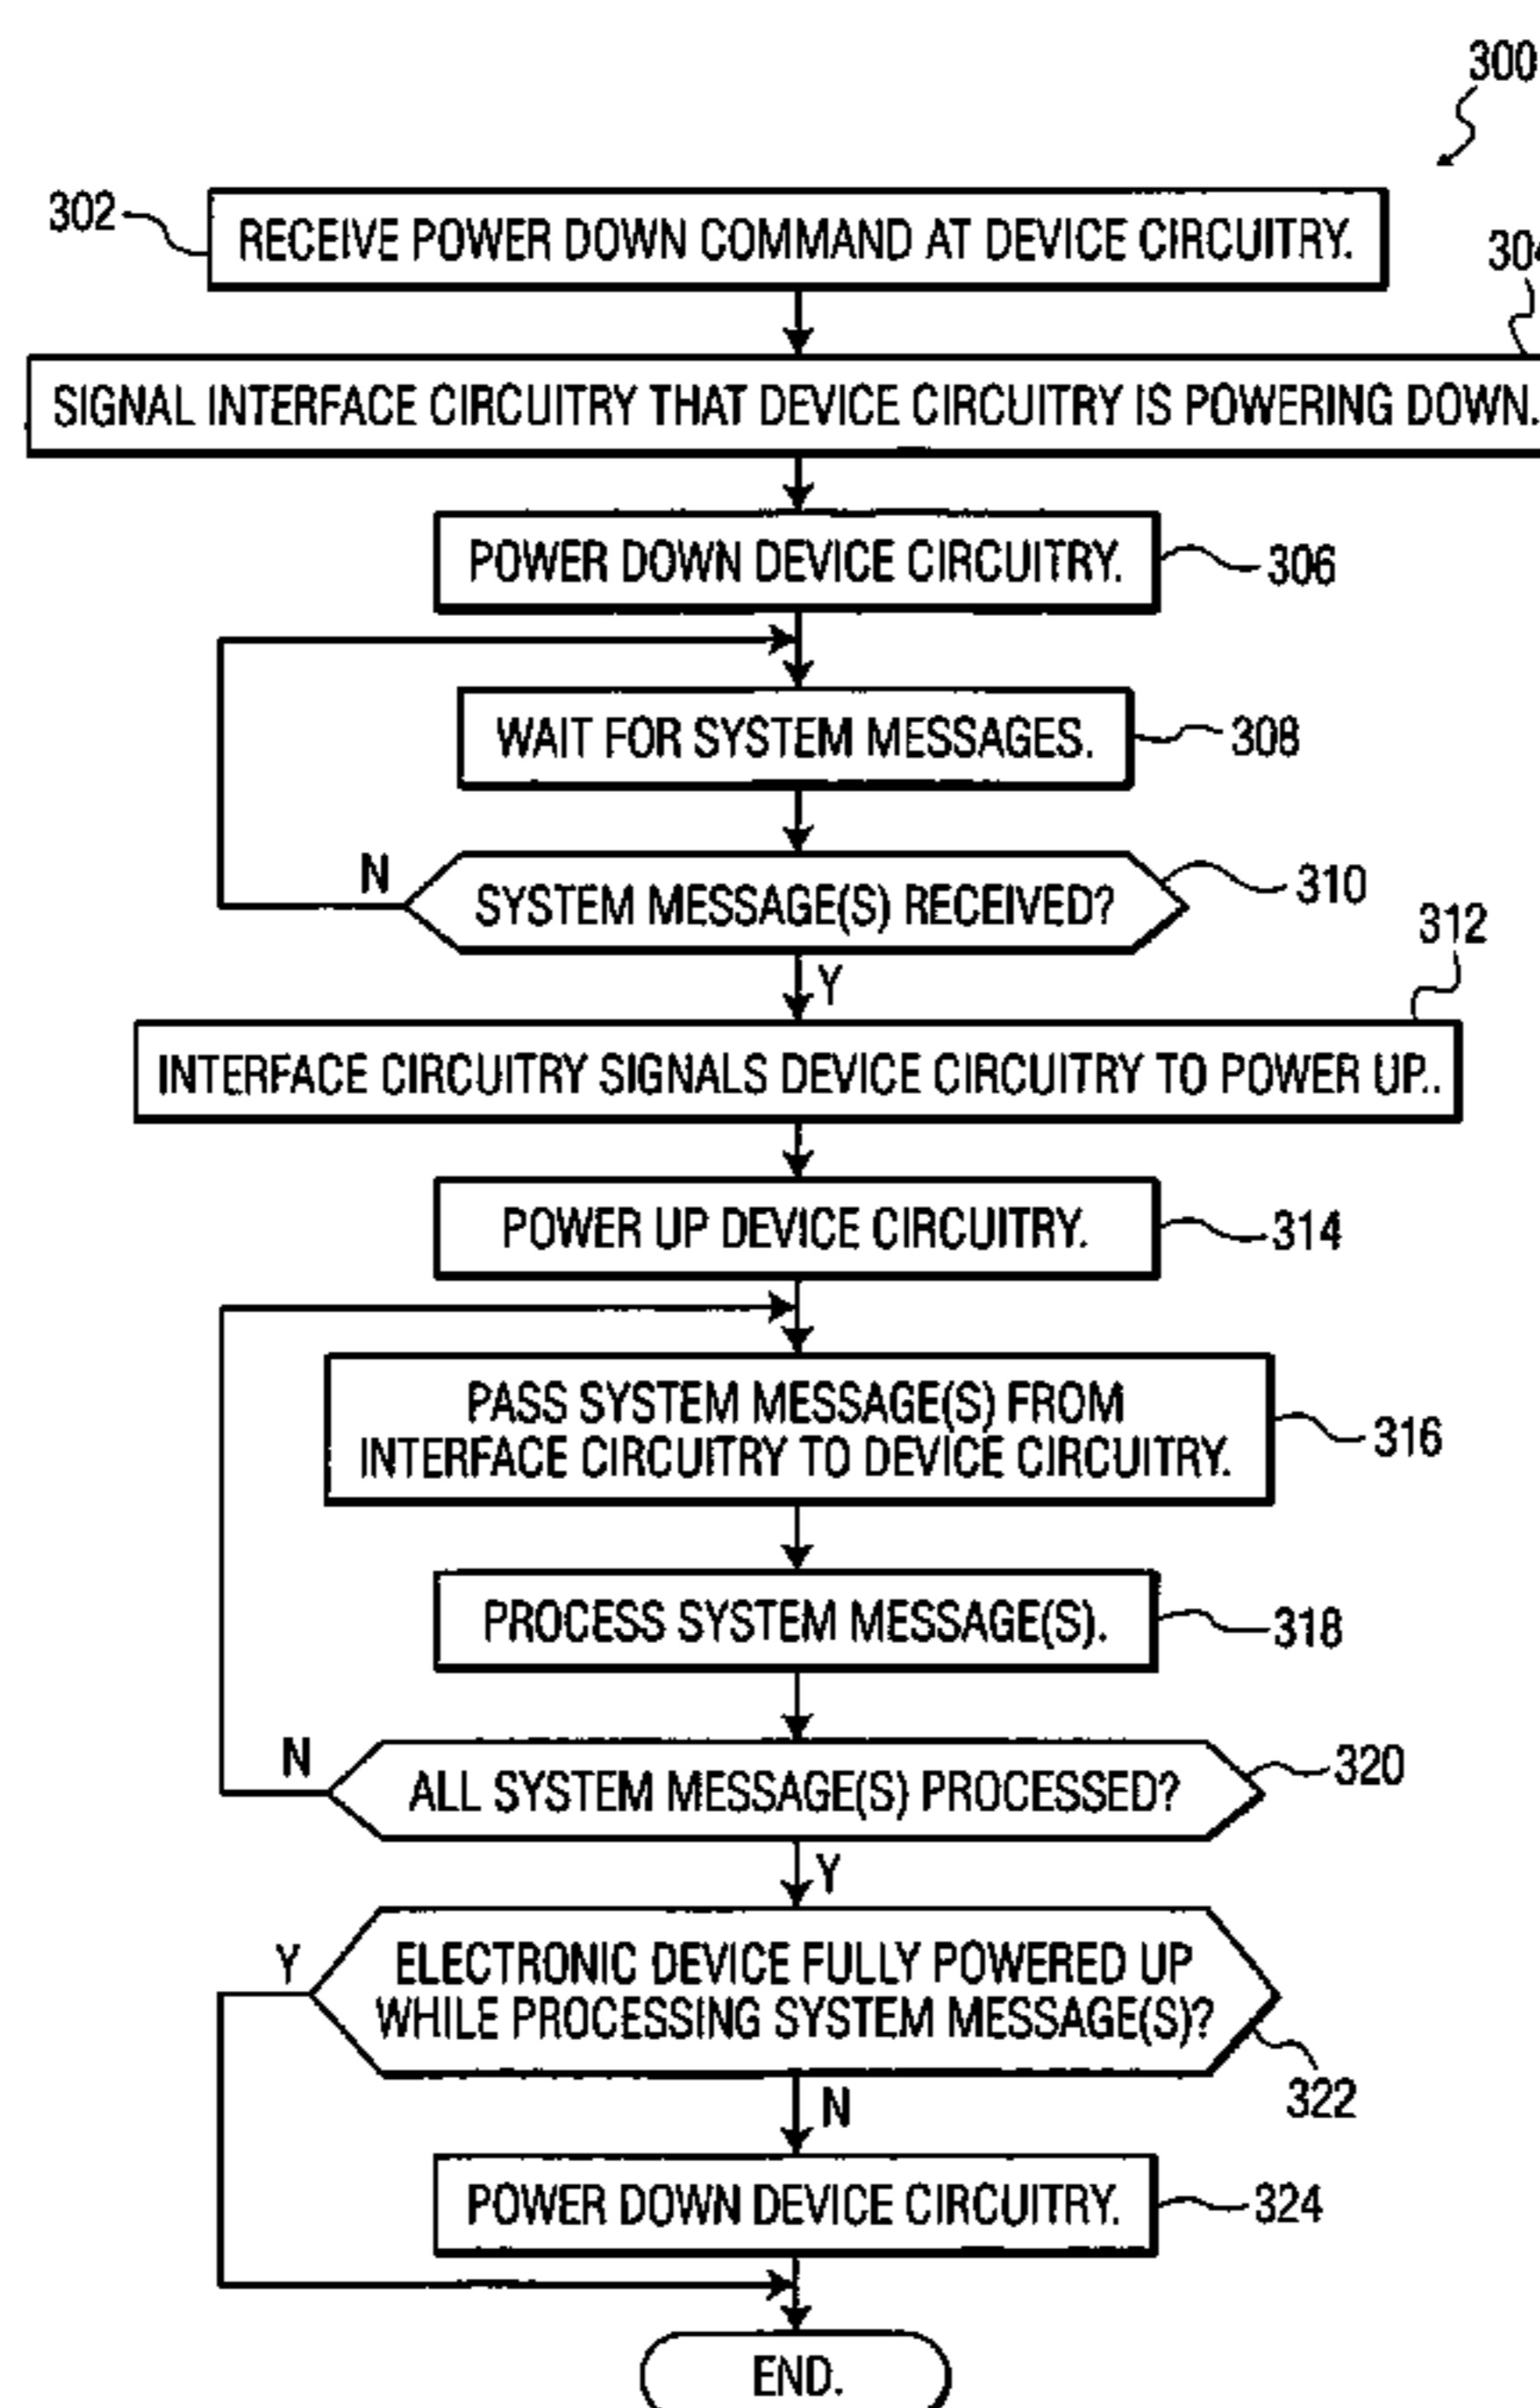 300
302
RECEIVE POWER DOWN COMMAND AT DEVICE CIRCUITRY.
SIGNAL INTERFACE CIRCUITRY THAT DEVICE CIRCUITRY IS POWERING DOWN.
POWER DOWN DEVICE CIRCUITRY.
306
WAIT FOR SYSTEM MESSAGES.
308
N
SYSTEM MESSAGE(S) RECEIVED?
310
312
Y
INTERFACE CIRCUITRY SIGNALS DEVICE CIRCUITRY TO POWER UP..
POWER UP DEVICE CIRCUITRY.
314
PASS SYSTEM MESSAGE(S) FROM
INTERFACE CIRCUITRY TO DEVICE CIRCUITRY.
316
PROCESS SYSTEM MESSAGE(S).
318
N
ALL SYSTEM MESSAGE(S) PROCESSED?
320
Y
Y
ELECTRONIC DEVICE FULLY POWERED UP
WHILE PROCESSING SYSTEM MESSAGE(S)?
322
N
POWER DOWN DEVICE CIRCUITRY.
324
END.